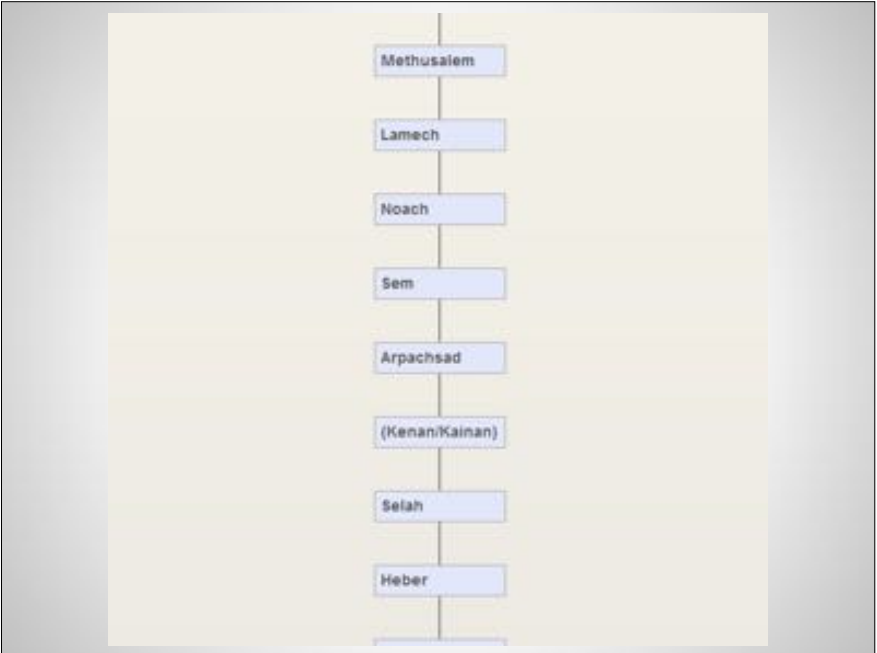 Methusalem
Lamech
Noach
Sem
Arpachsad
(Kenan/Kainan)
Selah
Heber